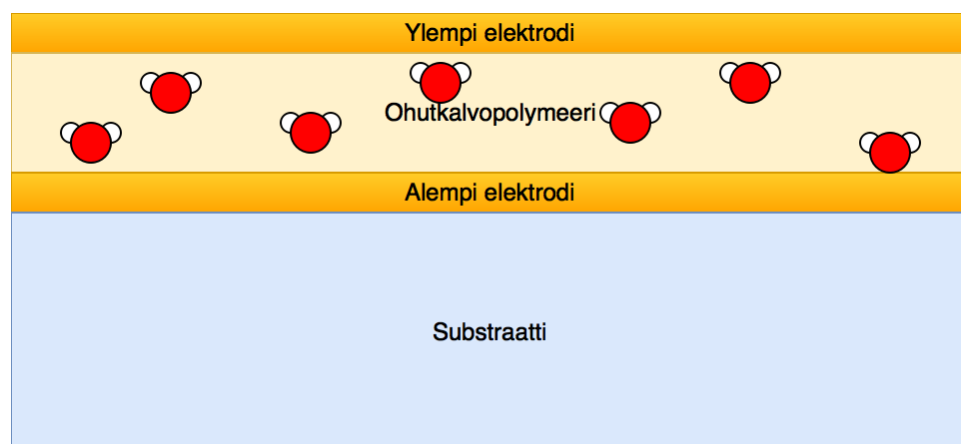 Ylempi elektrodi
Ohutkalvopolymeeri
Alempi elektrodi
Substraatti